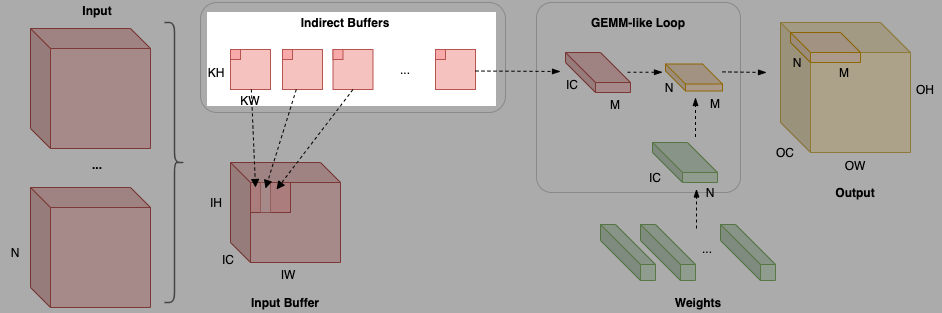 Input
Indirect Buffers
GEMM-like Loop
KH
KW
...
IC
M
N
M
N
M
OH
OC
OW
Output
...
IC
N
N
IH
IC
IW
Input Buffer
...
Weights